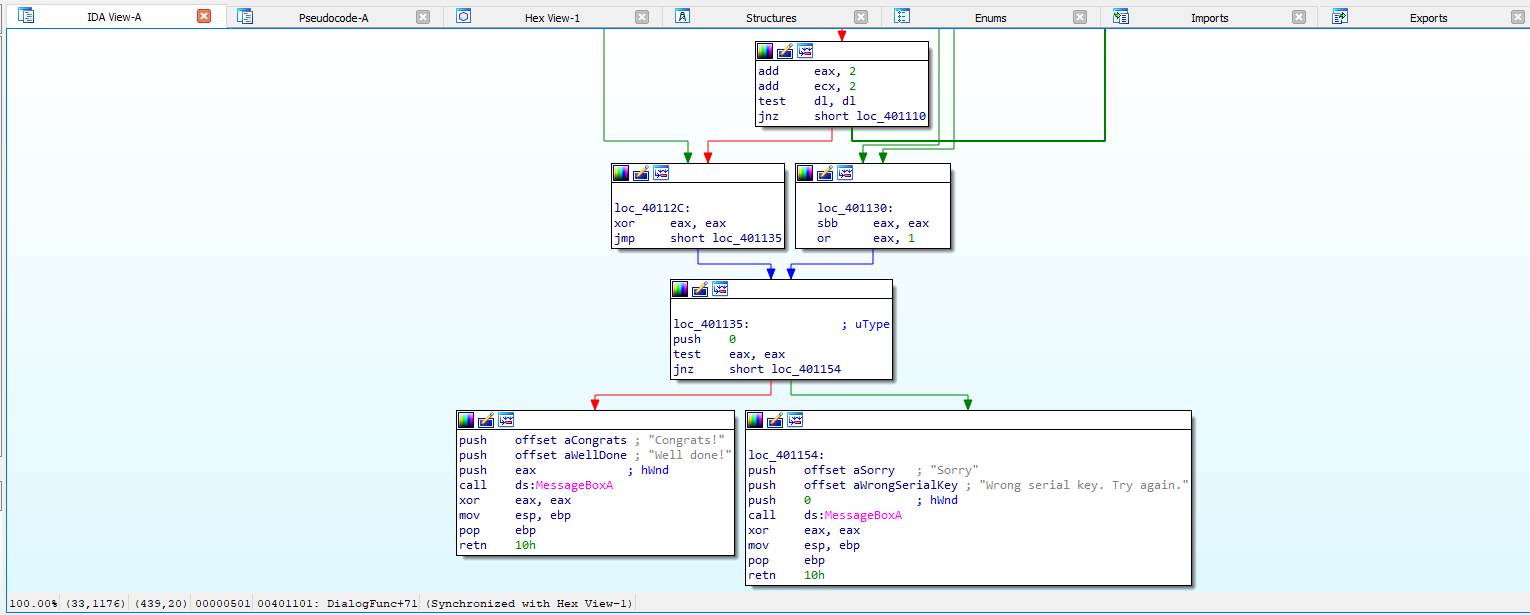 IDA View-A Pseudocode-A Hex View-1 Structures Enums Imports Exports
add eax, 2
add ecx, 2
test dl, dl
jnz short loc_401110
loc_40112C:
xor eax, eax
jmp short loc_401135
loc_401130:
sbb eax, eax
or eax, 1
loc_401135: ; uType
push 0
test eax, eax
jnz short loc_401154
push offset aCongrats ; "Congrats!"
push offset aWellDone ; "Well done!"
push eax ; hWnd
call ds:MessageBoxA
xor eax, eax
mov esp, ebp
pop ebp
retn 10h
loc_401154:
push offset aSorry ; "Sorry"
push offset aWrongSerialKey ; "Wrong serial key. Try again."
push 0 ; hWnd
call ds:MessageBoxA
xor eax, eax
mov esp, ebp
pop ebp
retn 10h
100.00% (33,1176) (439,20) 00000501 00401101: DialogFunc+71 (Synchronized with Hex View-1)